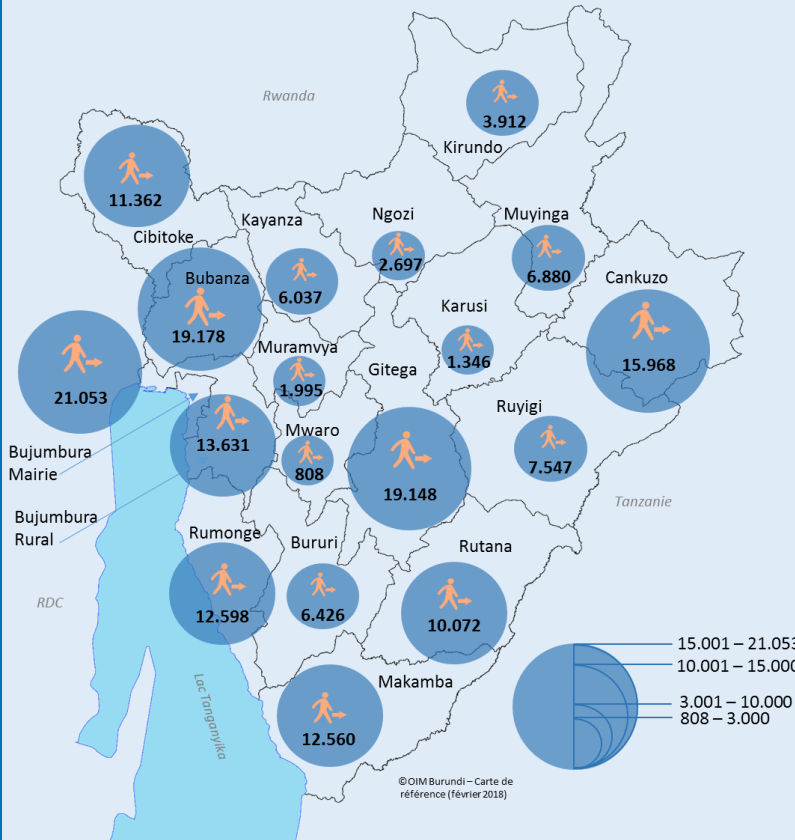 Rwanda
3.912
Kirundo
11.362
Cibitoke
Kayanza
6.037
Ngozi
2.697
Muyinga
6.880
Cankuzo
15.968
Bubanza
19.178
Karusi
1.346
Muramvya
1.995
Gitega
19.148
21.053
Bujumbura
Mairie
13.631
Mwaro
808
Ruyigi
7.547
Bujumbura
Rural
Tanzanie
Rumonge
12.598
Bururi
6.426
Rutana
10.072
RDC
Lac Tanganyika
Makamba
12.560
15.001 – 21.053
10.001 – 15.000
3.001 – 10.000
808 – 3.000
©OIM Burundi – Carte de
référence (février 2018)